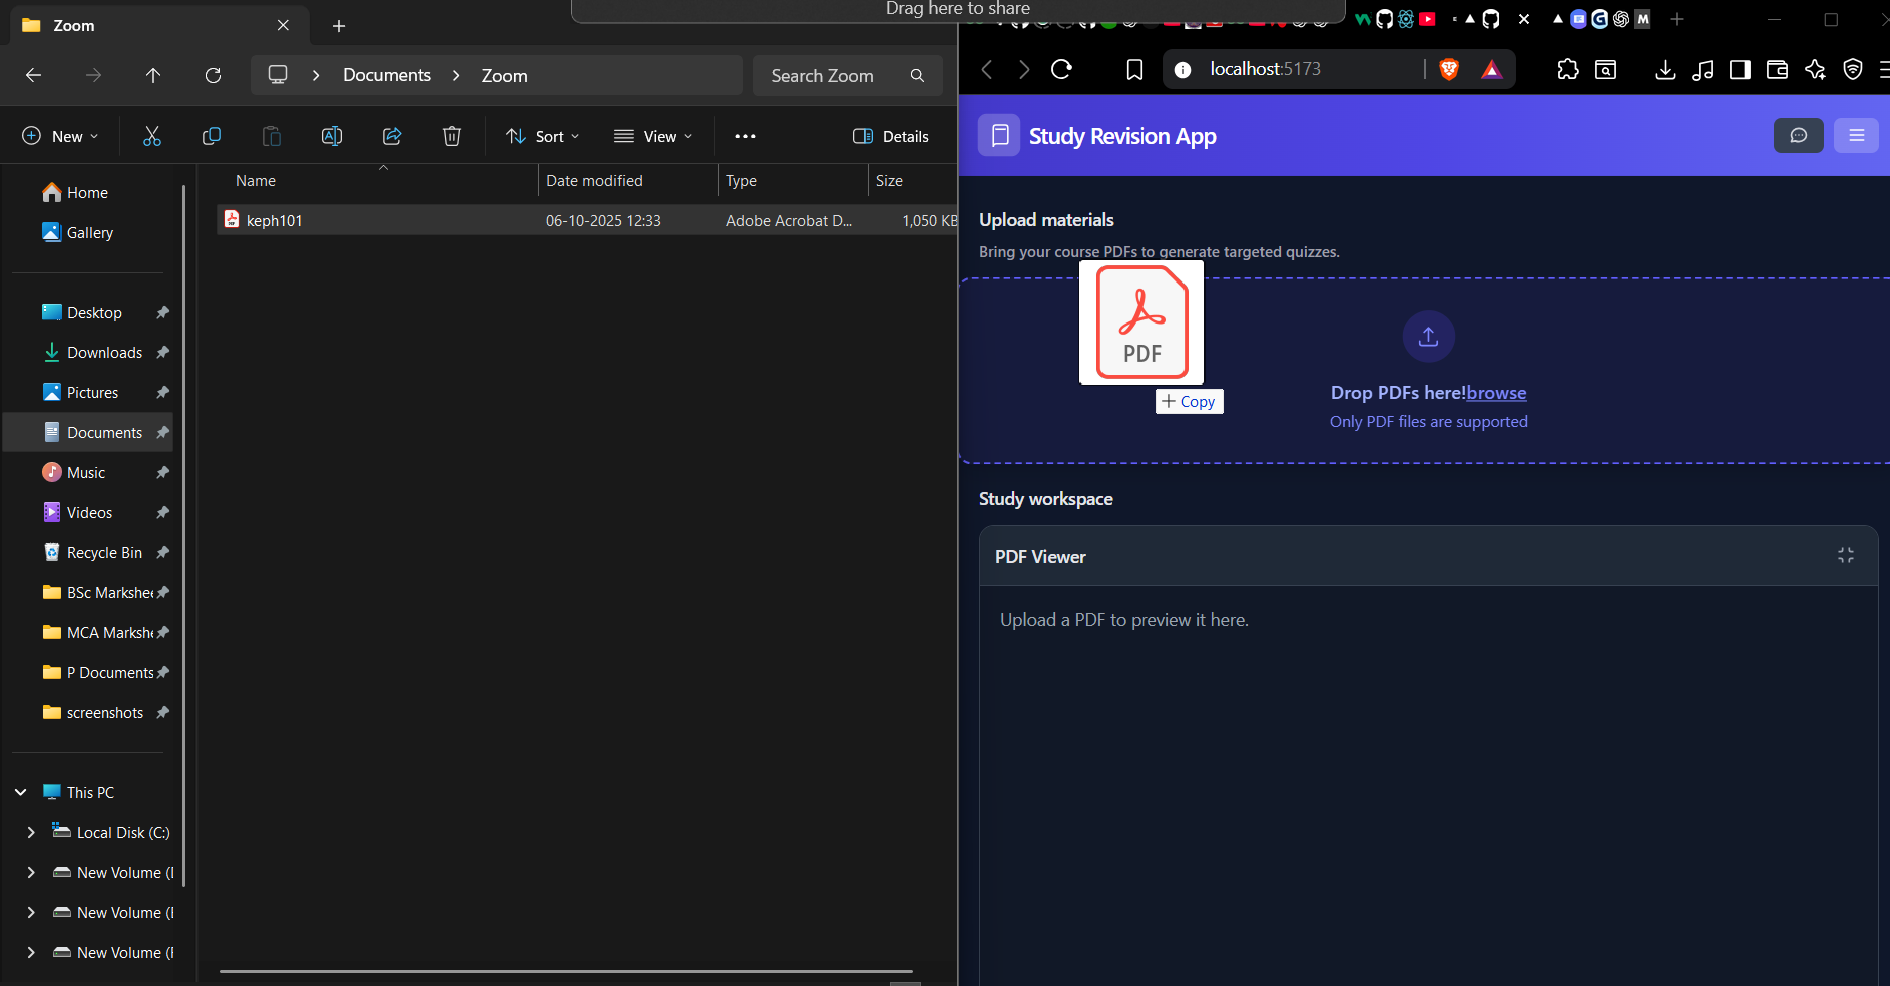 Zoom
Drag here to share
Documents
Zoom
Search Zoom
localhost:5173
New
Sort
View
Details
Study Revision App
Name
Date modified
Type
Size
keph101
06-10-2025 12:33
Adobe Acrobat D...
1,050 KB
Home
Gallery
Desktop
Downloads
Pictures
Documents
Music
Videos
Recycle Bin
BSc Markshee
MCA Markshe
P Documents
screenshots
This PC
Local Disk (C:)
New Volume (
New Volume (
New Volume (
Upload materials
Bring your course PDFs to generate targeted quizzes.
PDF
+ Copy
Drop PDFs here!browse
Only PDF files are supported
Study workspace
PDF Viewer
Upload a PDF to preview it here.